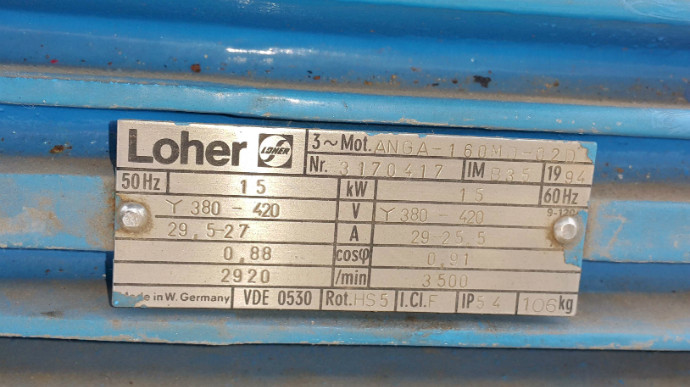 Loher LOHER 3~Mot. ANGA-160M
Nr. 3170417 IM B35 1994
50Hz 15 kW 15 60Hz
Y 380-420 V Y 380-420
29,5-27 A 29-25,5
0,88 cosφ 0,91
2920 /min 3500
Made in W. Germany VDE 0530 Rot. HS5 I.Cl. F IP54 106kg